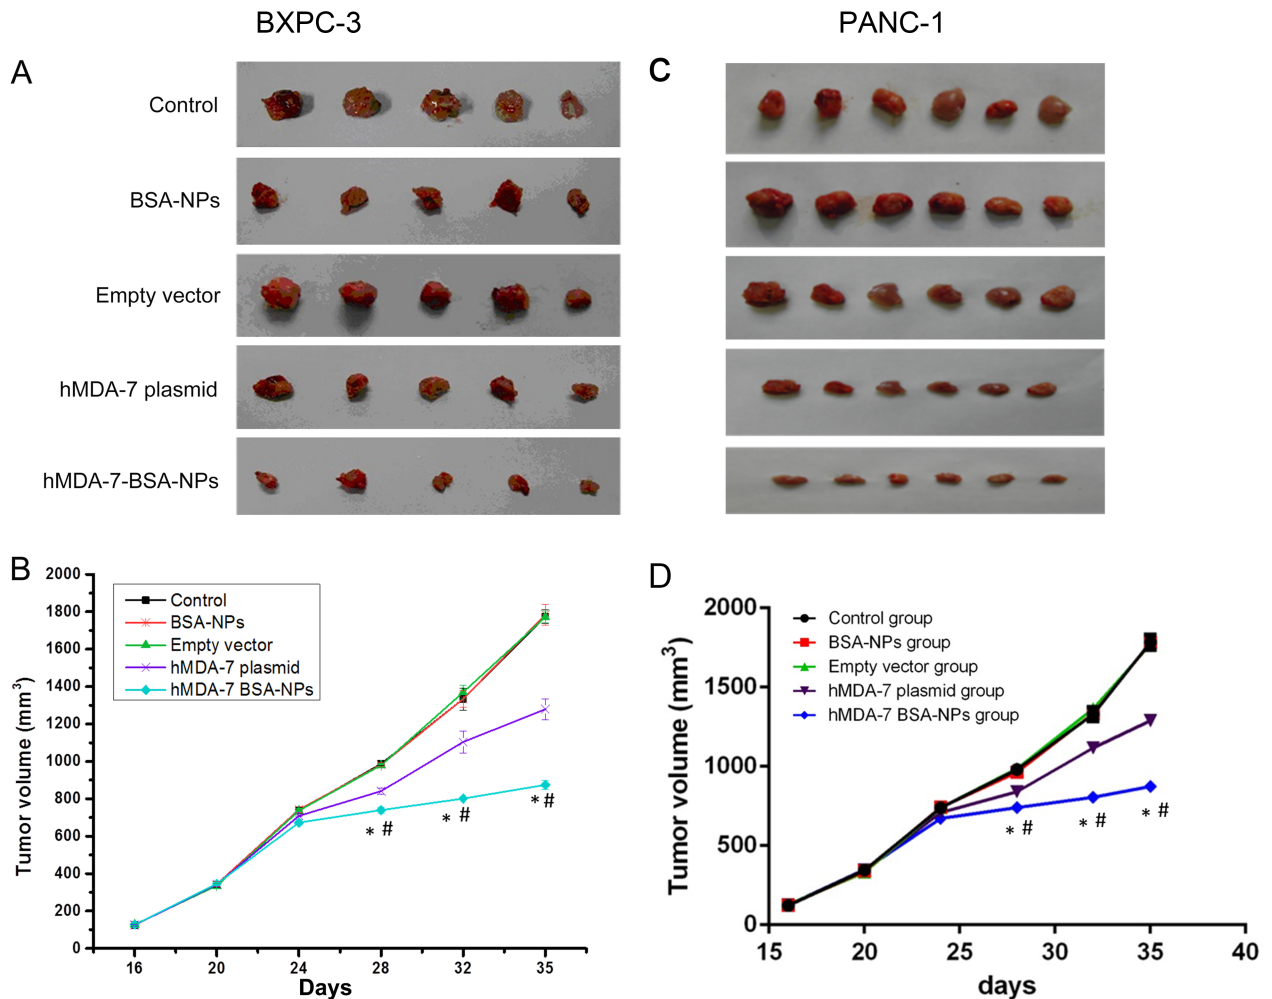 BXPC-3
PANC-1
A
Control
BSA-NPs
Empty vector
hMDA-7 plasmid
hMDA-7-BSA-NPs
C
B
2000
1800
1600
1400
1200
1000
800
600
400
200
0
Tumor volume (mm³)
Control
BSA-NPs
Empty vector
hMDA-7 plasmid
hMDA-7 BSA-NPs
* #
* #
* #
16 20 24 28 32 35
Days
D
2000
1500
1000
500
0
Tumor volume (mm³)
Control group
BSA-NPs group
Empty vector group
hMDA-7 plasmid group
hMDA-7 BSA-NPs group
* #
* #
* #
15 20 25 30 35 40
days